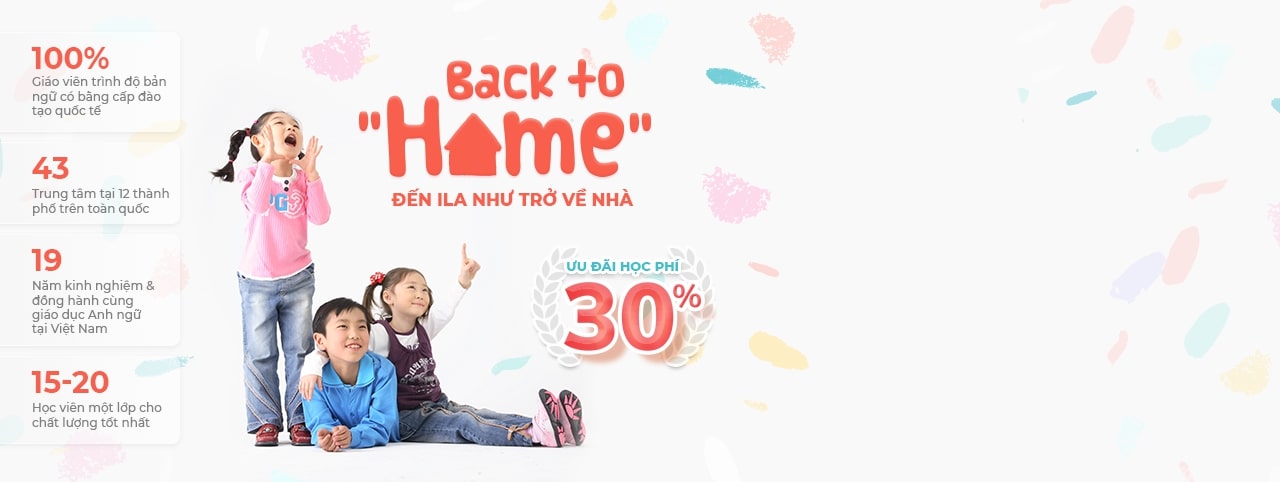 100%
Giáo viên trình độ bản
ngữ có bằng cấp đào
tạo quốc tế
43
Trung tâm tại 12 thành
phố trên toàn quốc
19
Năm kinh nghiệm &
đồng hành cùng
giáo dục Anh ngữ
tại Việt Nam
15-20
Học viên một lớp cho
chất lượng tốt nhất
Back to
"Home"
ĐẾN ILA NHƯ TRỞ VỀ NHÀ
ƯU ĐÃI HỌC PHÍ
30%